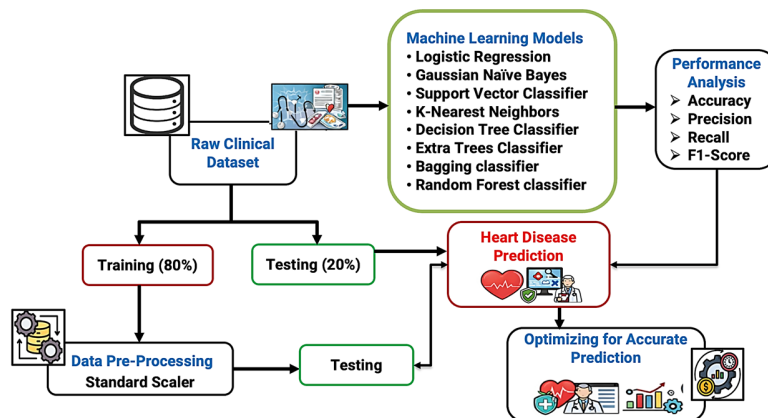 Machine Learning Models
• Logistic Regression
• Gaussian Naïve Bayes
• Support Vector Classifier
• K-Nearest Neighbors
• Decision Tree Classifier
• Extra Trees Classifier
• Bagging classifier
• Random Forest classifier
Performance
Analysis
➢ Accuracy
➢ Precision
➢ Recall
➢ F1-Score
Raw Clinical
Dataset
Training (80%)
Testing (20%)
Heart Disease
Prediction
Data Pre-Processing
Standard Scaler
Testing
Optimizing for Accurate
Prediction